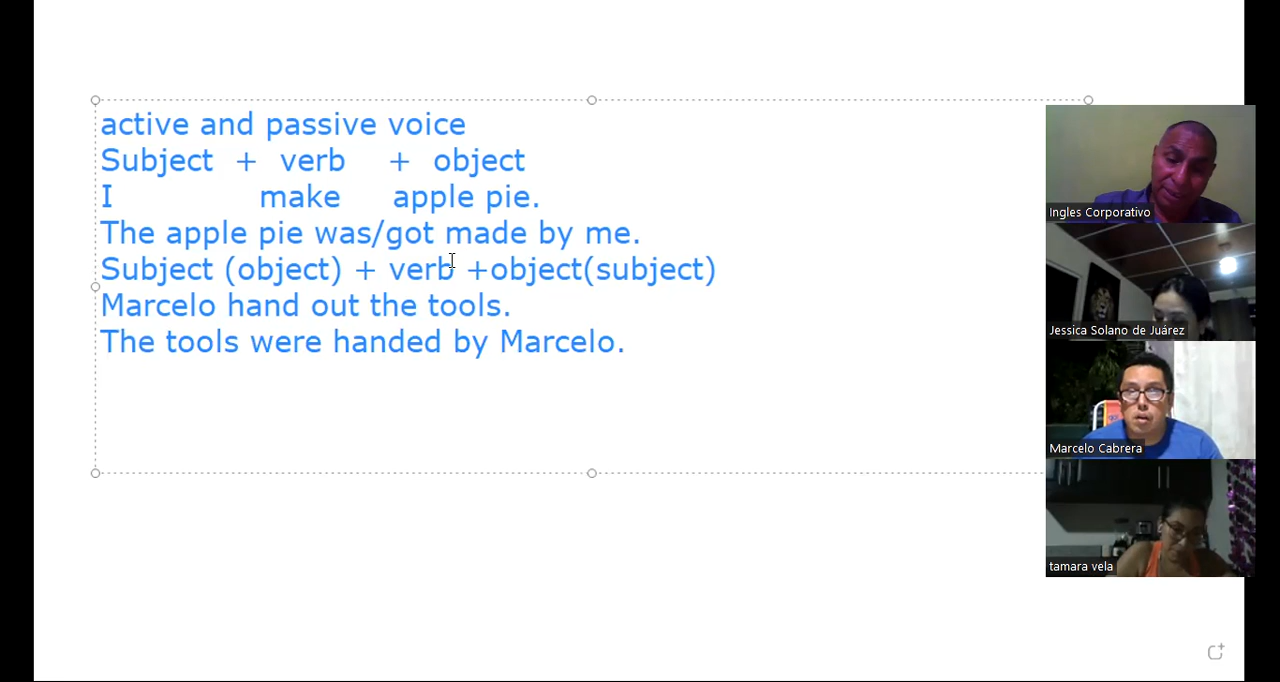 active and passive voice
Subject + verb + object
I make apple pie.
The apple pie was/got made by me.
Subject (object) + verb +object(subject)
Marcelo hand out the tools.
The tools were handed by Marcelo.
Ingles Corporativo
Jessica Solano de Juárez
Marcelo Cabrera
tamara vela